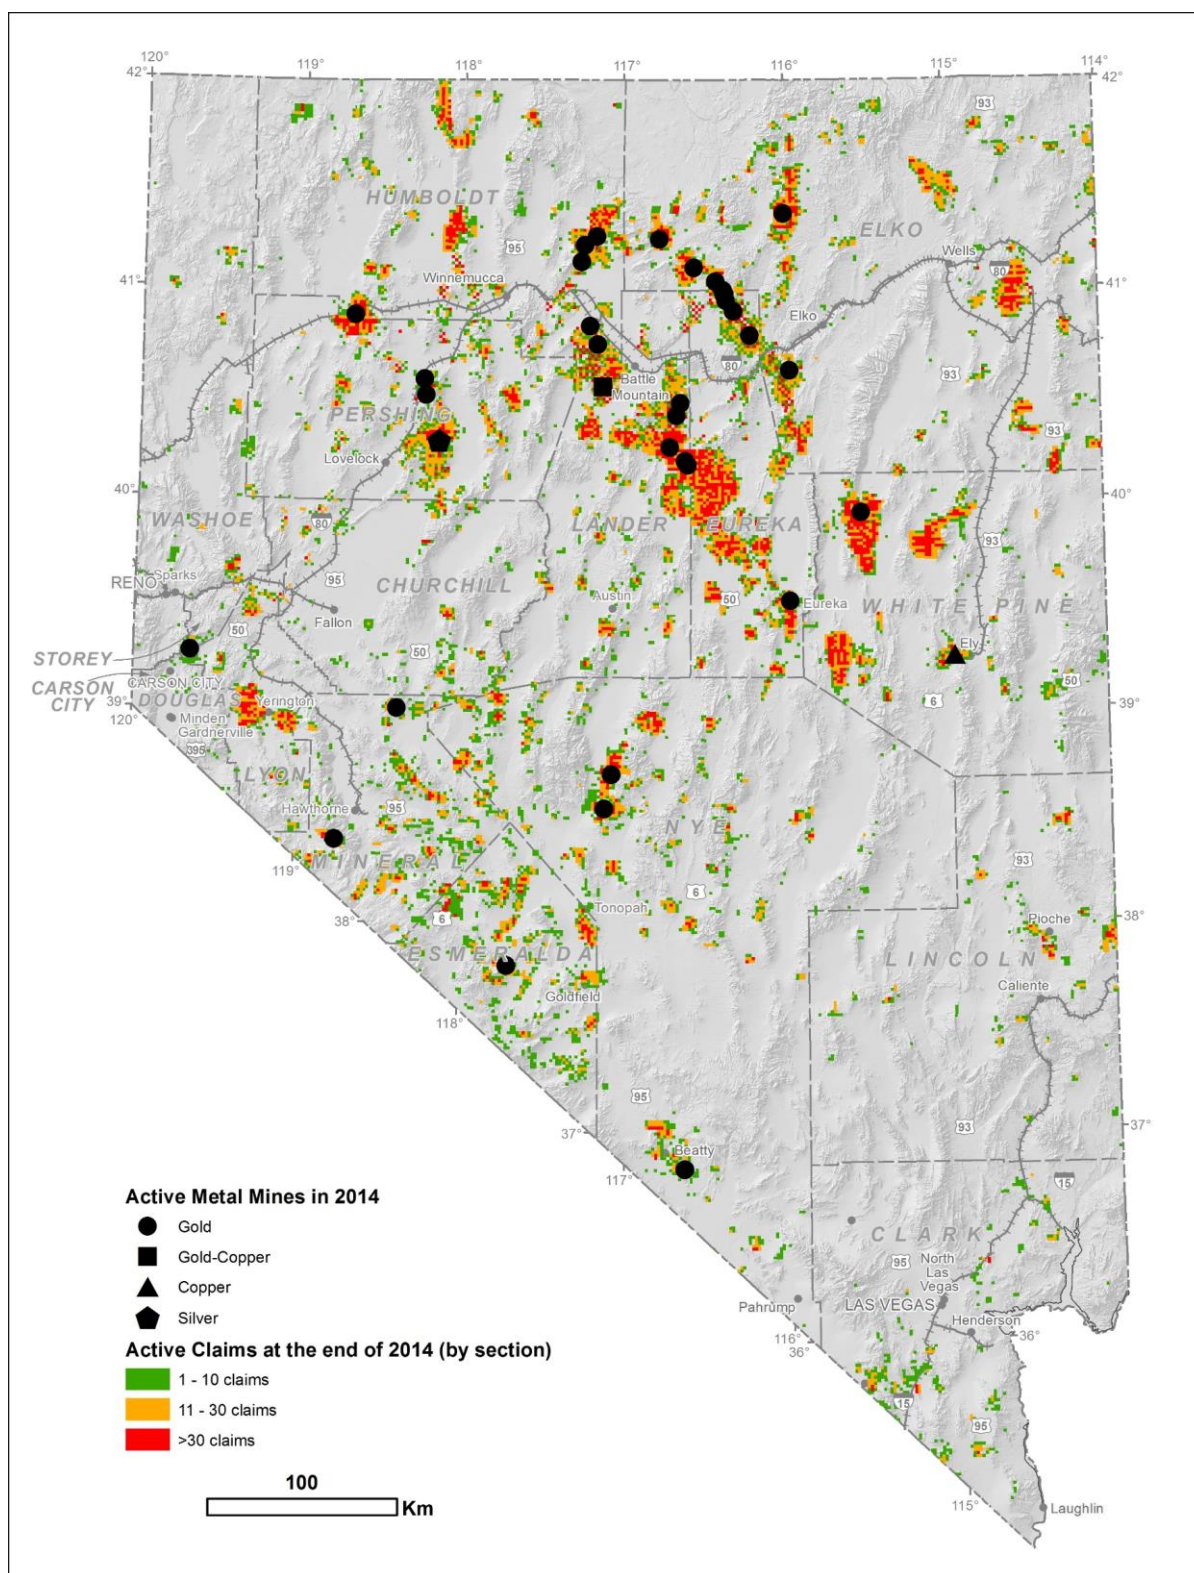 120°
119°
118°
117°
116°
115°
114°
42°
42°
93
HUMBOLDT
95
ELKO
Wells
80
41°
41°
Winnemucca
Elko
80
Battle
Mountain
93
PERSHING
93
Lovelock
40°
40°
WASHOE
80
LANDER
EUREKA
93
RENO
Sparks
95
CHURCHILL
Austin
50
Eureka
WHITE PINE
Fallon
50
50
Ely
STOREY
CARSON
CITY
CARSON CITY
DOUGLAS
Yerington
6
50
39°
120°
39°
Minden
Gardnerville
395
LYON
Hawthorne
95
NYE
MINERAL
119°
93
6
38°
6
Tonopah
Pioche
38°
ESMERALDA
LINCOLN
Goldfield
Caliente
118°
95
93
37°
37°
Beatty
117°
15
CLARK
95
North
Las
Vegas
Pahrump
LAS VEGAS
Henderson
116°
36°
36°
15
95
115°
Laughlin
Active Metal Mines in 2014
Gold
Gold-Copper
Copper
Silver
Active Claims at the end of 2014 (by section)
1 - 10 claims
11 - 30 claims
>30 claims
100
Km